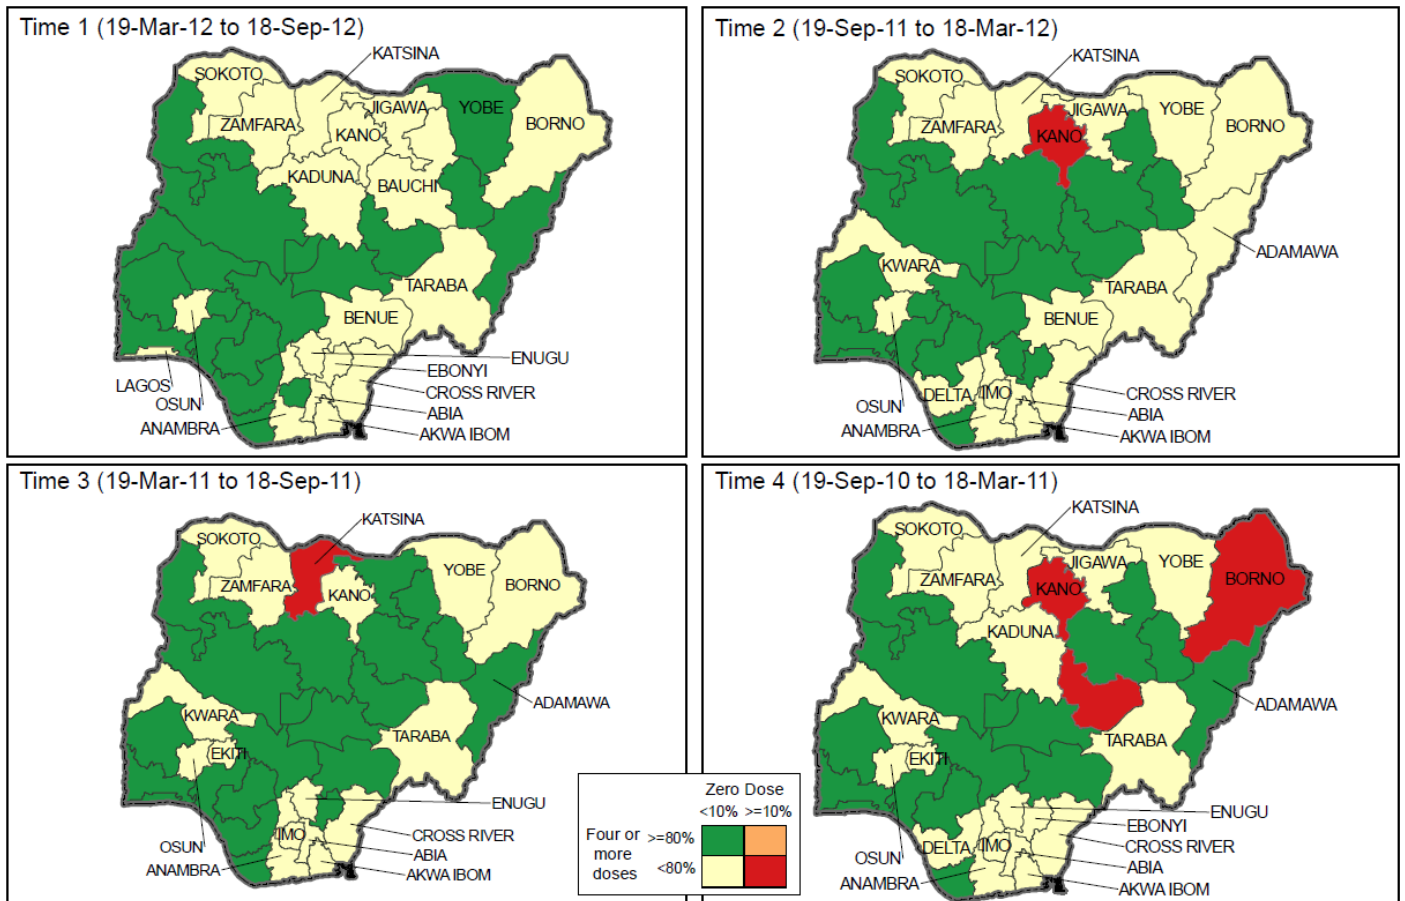 Time 1 (19-Mar-12 to 18-Sep-12)
KATSINA
SOKOTO
JIGAWA
YOBE
ZAMFARA
KANO
BORNO
KADUNA
BAUCHI
TARABA
BENUE
ENUGU
EBONYI
LAGOS
CROSS RIVER
OSUN
ABIA
ANAMBRA
AKWA IBOM
Time 2 (19-Sep-11 to 18-Mar-12)
KATSINA
SOKOTO
JIGAWA
YOBE
ZAMFARA
KANO
BORNO
ADAMAWA
KWARA
TARABA
BENUE
DELTA
IMO
CROSS RIVER
OSUN
ABIA
ANAMBRA
AKWA IBOM
Time 3 (19-Mar-11 to 18-Sep-11)
KATSINA
SOKOTO
YOBE
ZAMFARA
KANO
BORNO
ADAMAWA
KWARA
TARABA
EKITI
ENUGU
IMO
CROSS RIVER
OSUN
ABIA
ANAMBRA
AKWA IBOM
Time 4 (19-Sep-10 to 18-Mar-11)
KATSINA
SOKOTO
JIGAWA
YOBE
ZAMFARA
KANO
BORNO
KADUNA
ADAMAWA
KWARA
TARABA
EKITI
ENUGU
EBONYI
DELTA
IMO
CROSS RIVER
OSUN
ABIA
ANAMBRA
AKWA IBOM
Zero Dose
<10% >=10%
Four or
more
doses
>=80%
<80%